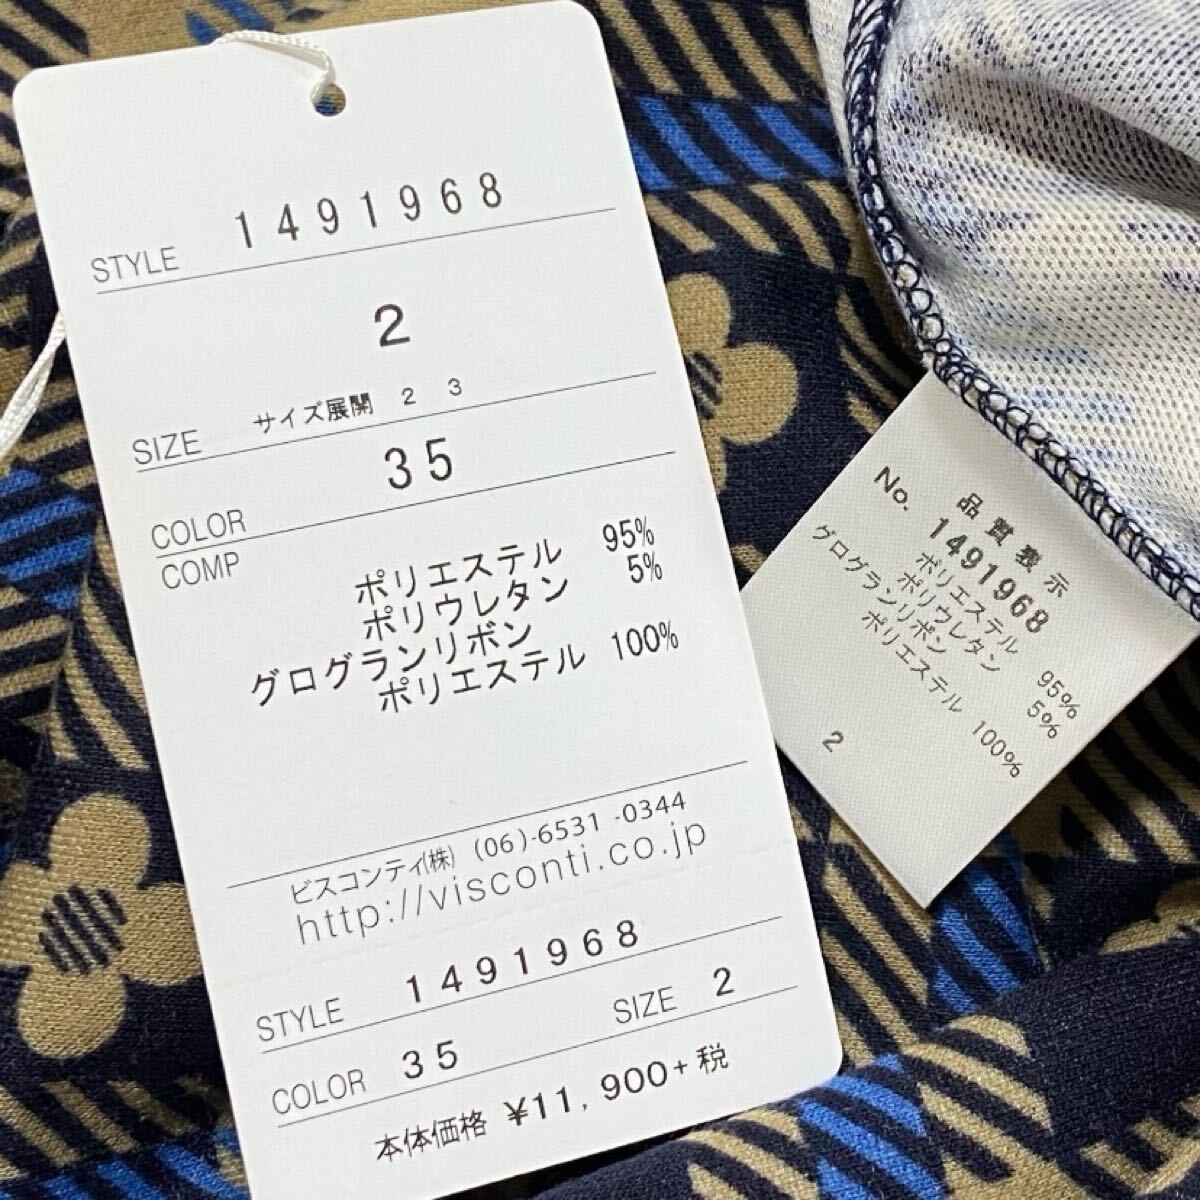 STYLE 1491968
2
SIZE サイズ展開 2 3
COLOR 35
COMP
ポリエステル 95%
ポリウレタン 5%
グログランリボン
ポリエステル 100%
ビスコンティ(株) (06)-6531-0344
http://visconti.co.jp
STYLE 1491968
COLOR 35 SIZE 2
本体価格 ¥11,900+税
品質表示
No. 1491968
ポリエステル 95%
ポリウレタン 5%
グログランリボン
ポリエステル 100%
2